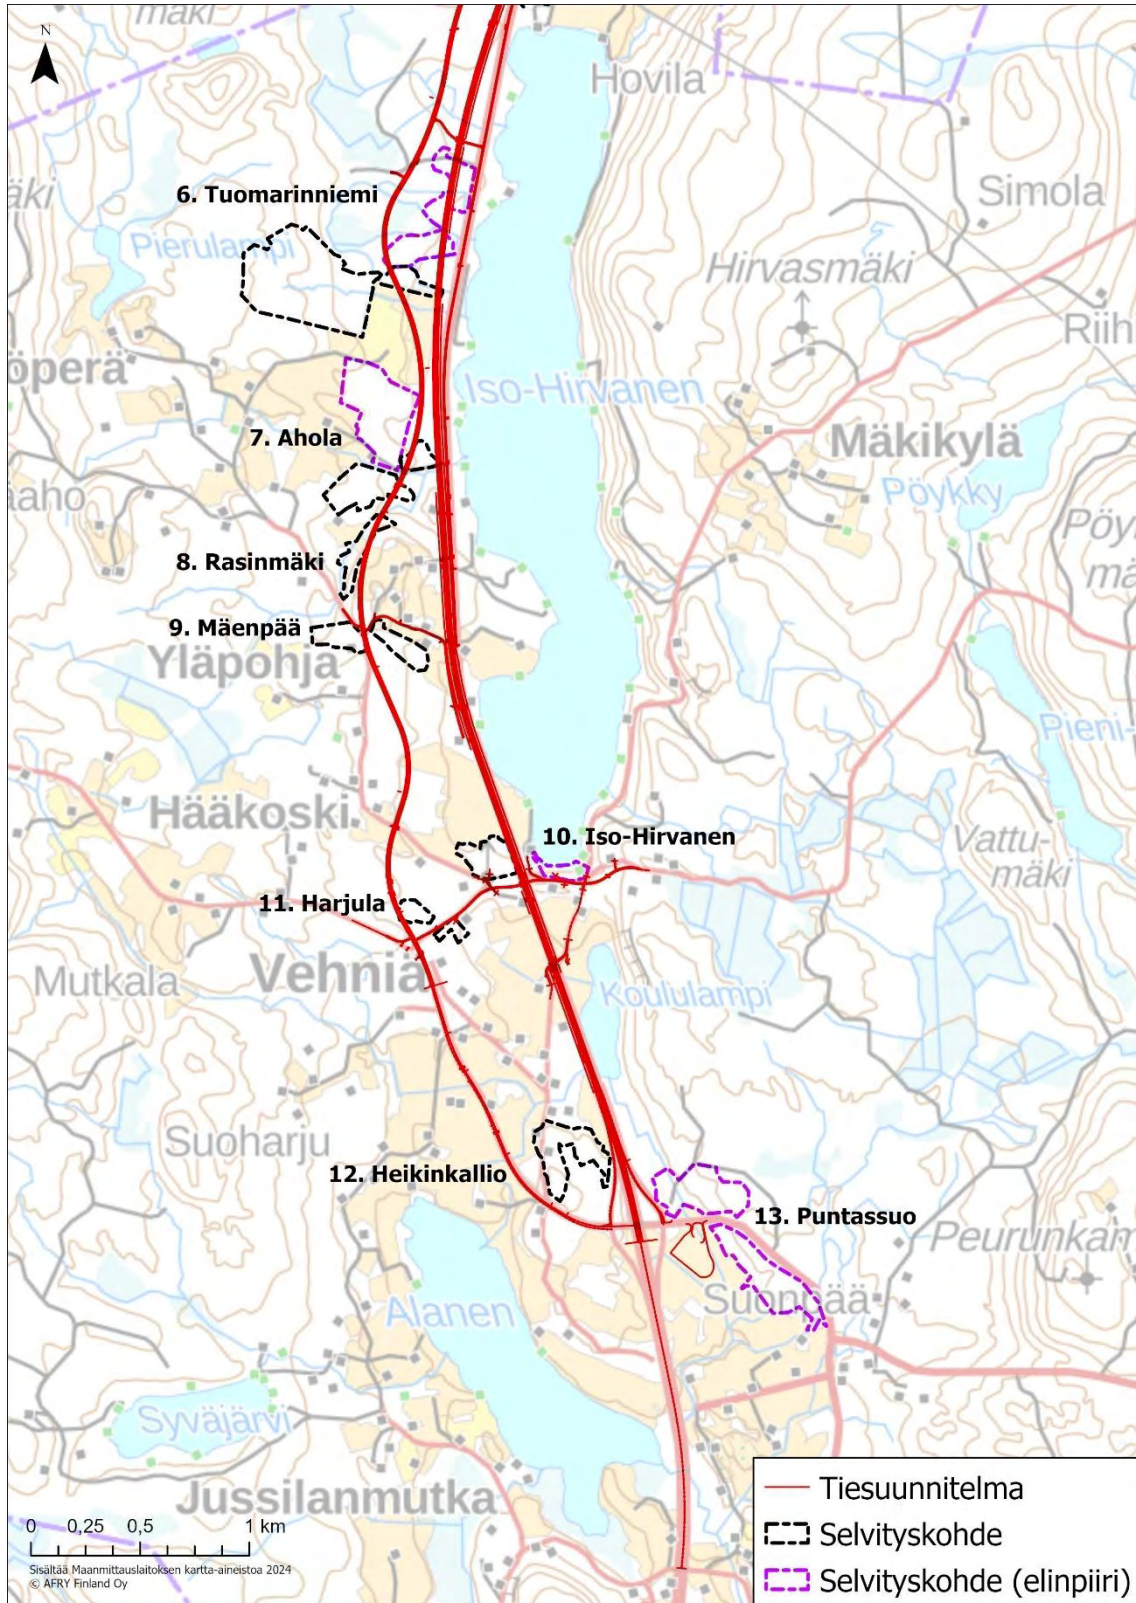 mäki
N
Hovila
Simola
6. Tuomarinniemi
äki
Pierulampi
Hirvasmäki
Riih
öperä
Iso-Hirvanen
7. Ahola
Mäkikylä
Pöykky
aaho
Pöy
mä
8. Rasinmäki
9. Mäenpää
Yläpohja
Pieni-
Hääkoski
10. Iso-Hirvanen
Vattu-
mäki
11. Harjula
Vehniä
Mutkala
Koululampi
Suoharju
12. Heikinkallio
13. Puntassuo
Peurunkam
Suonpää
Alanen
Syväjärvi
Jussilanmutka
0 0,25 0,5 1 km
Sisältää Maanmittauslaitoksen kartta-aineistoa 2024
© AFRY Finland Oy
Tiesuunnitelma
Selvityskohde
Selvityskohde (elinpiiri)